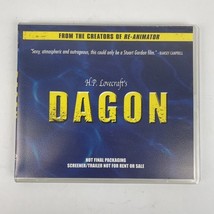 FROM THE CREATORS OF RE-ANIMATOR
"Sexy, atmospheric and outrageous, this could only be a Stuart Gordon film." -RAMSEY CAMPBELL
H.P. Lovecraft's
DAGON
NOT FINAL PACKAGING
SCREENER/TRAILER NOT FOR RENT OR SALE